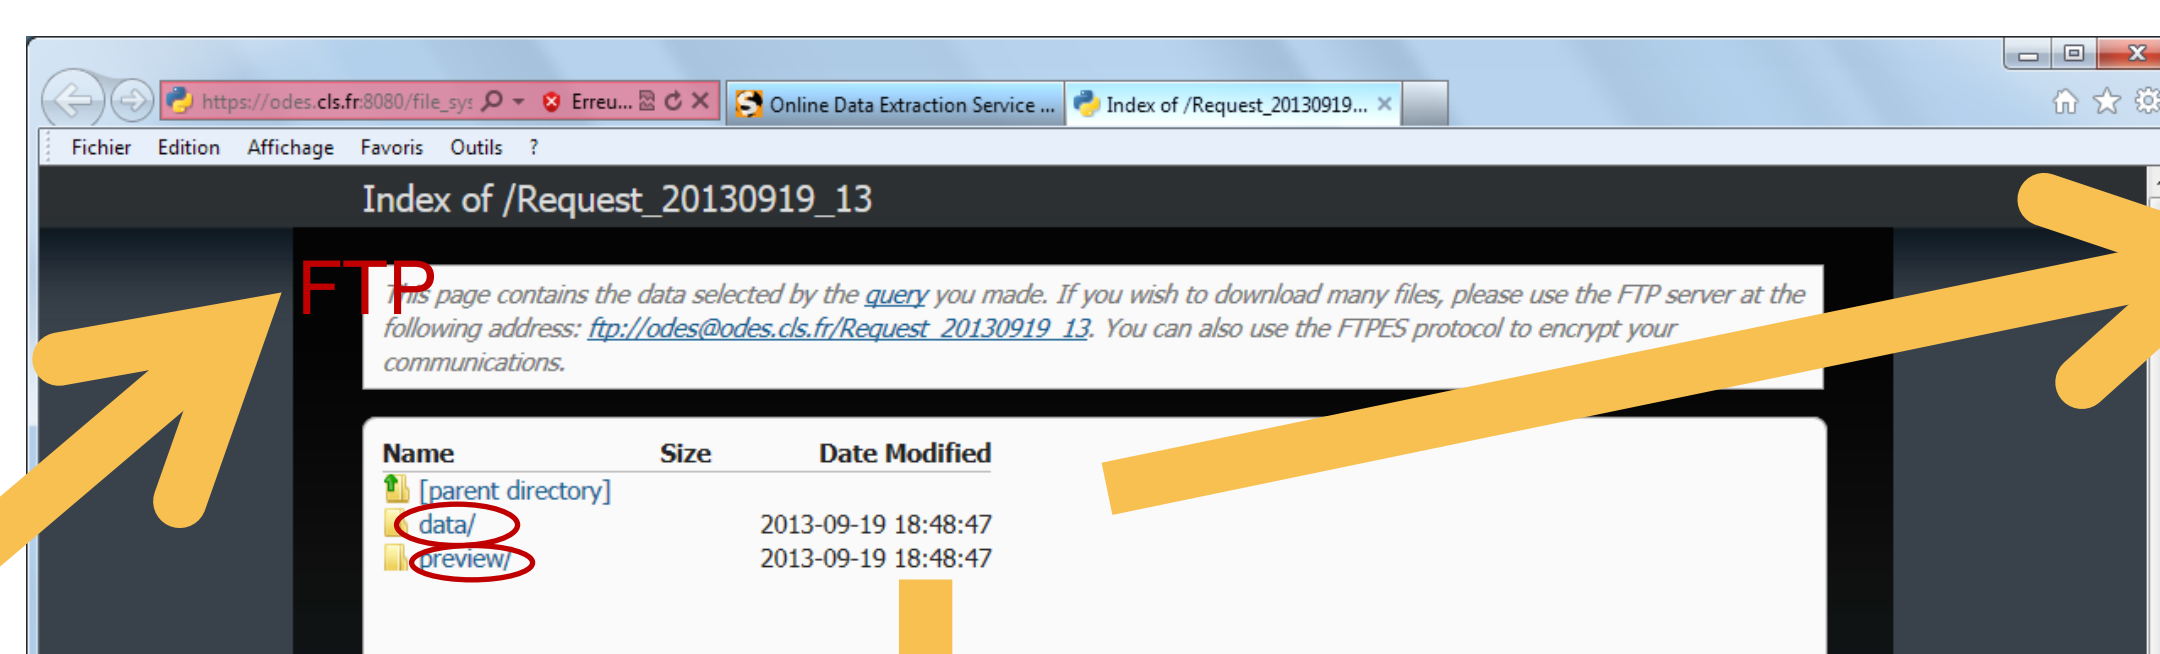 https://odes.cls.fr:8080/file_sys Erreu... Online Data Extraction Service ... Index of /Request_20130919...
Fichier Edition Affichage Favoris Outils ?
Index of /Request_20130919_13
FTP
This page contains the data selected by the query you made. If you wish to download many files, please use the FTP server at the
following address: ftp://odes@odes.cls.fr/Request_20130919_13. You can also use the FTPES protocol to encrypt your
communications.
Name Size Date Modified
[parent directory]
data/ 2013-09-19 18:48:47
preview/ 2013-09-19 18:48:47